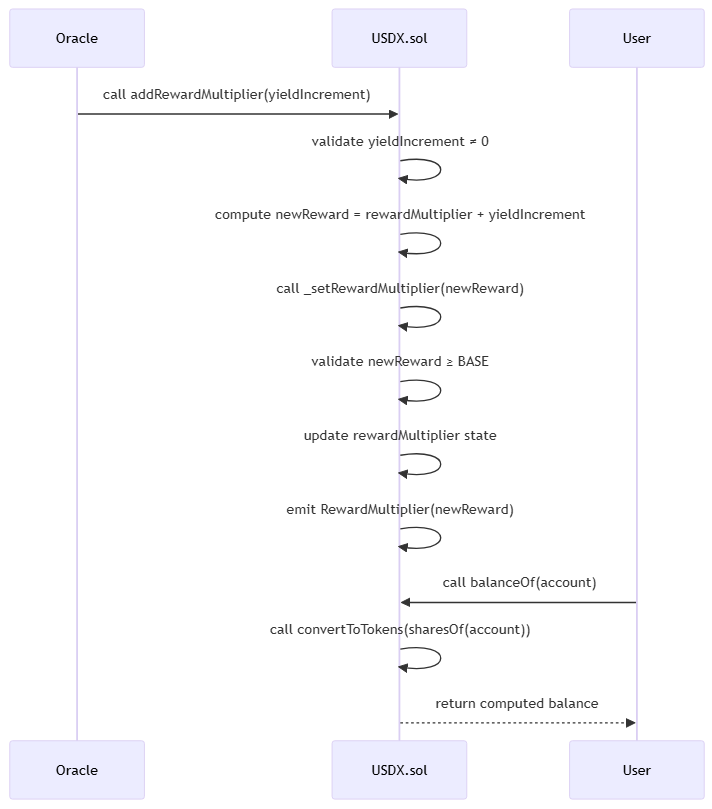 Oracle
USDX.sol
User
call addRewardMultiplier(yieldIncrement)
validate yieldIncrement ≠ 0
compute newReward = rewardMultiplier + yieldIncrement
call _setRewardMultiplier(newReward)
validate newReward ≥ BASE
update rewardMultiplier state
emit RewardMultiplier(newReward)
call balanceOf(account)
call convertToTokens(sharesOf(account))
return computed balance
Oracle
USDX.sol
User